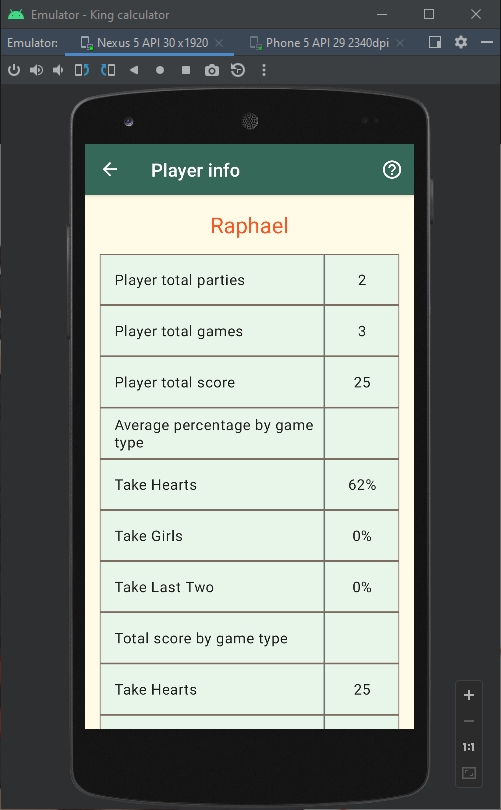 Emulator - King calculator
Emulator: Nexus 5 API 30 x1920 Phone 5 API 29 2340dpi
Player info
Raphael
Player total parties 2
Player total games 3
Player total score 25
Average percentage by game
type
Take Hearts 62%
Take Girls 0%
Take Last Two 0%
Total score by game type
Take Hearts 25
1:1